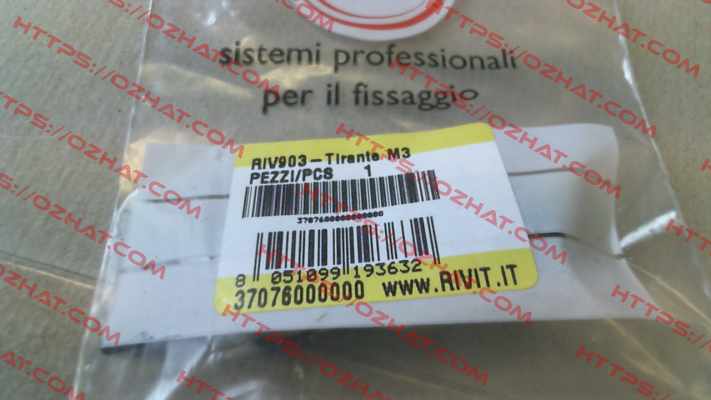 sistemi professionali
per il fissaggio
RIV903-Tirante M3
PEZZI/PCS 1
3707600000000000
8 051099 193632
37076000000 WWW.RIVIT.IT
HTTPS://OZHAT.COM